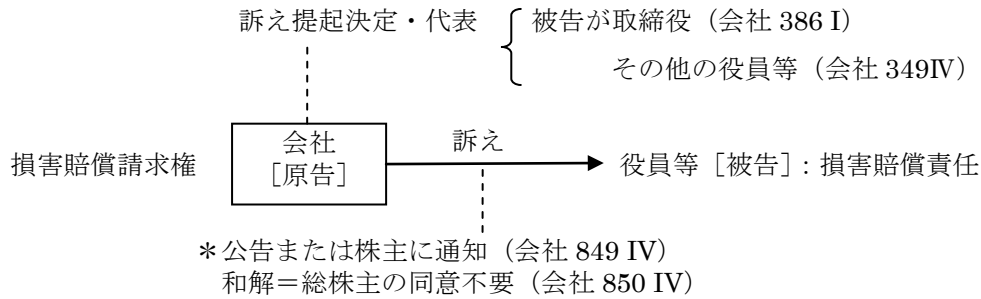 訴え提起決定・代表
被告が取締役（会社 386 I）
その他の役員等（会社 349Ⅳ）
損害賠償請求権
会社
［原告］
訴え
役員等［被告］：損害賠償責任
＊公告または株主に通知（会社 849 IV）
和解＝総株主の同意不要（会社 850 IV）